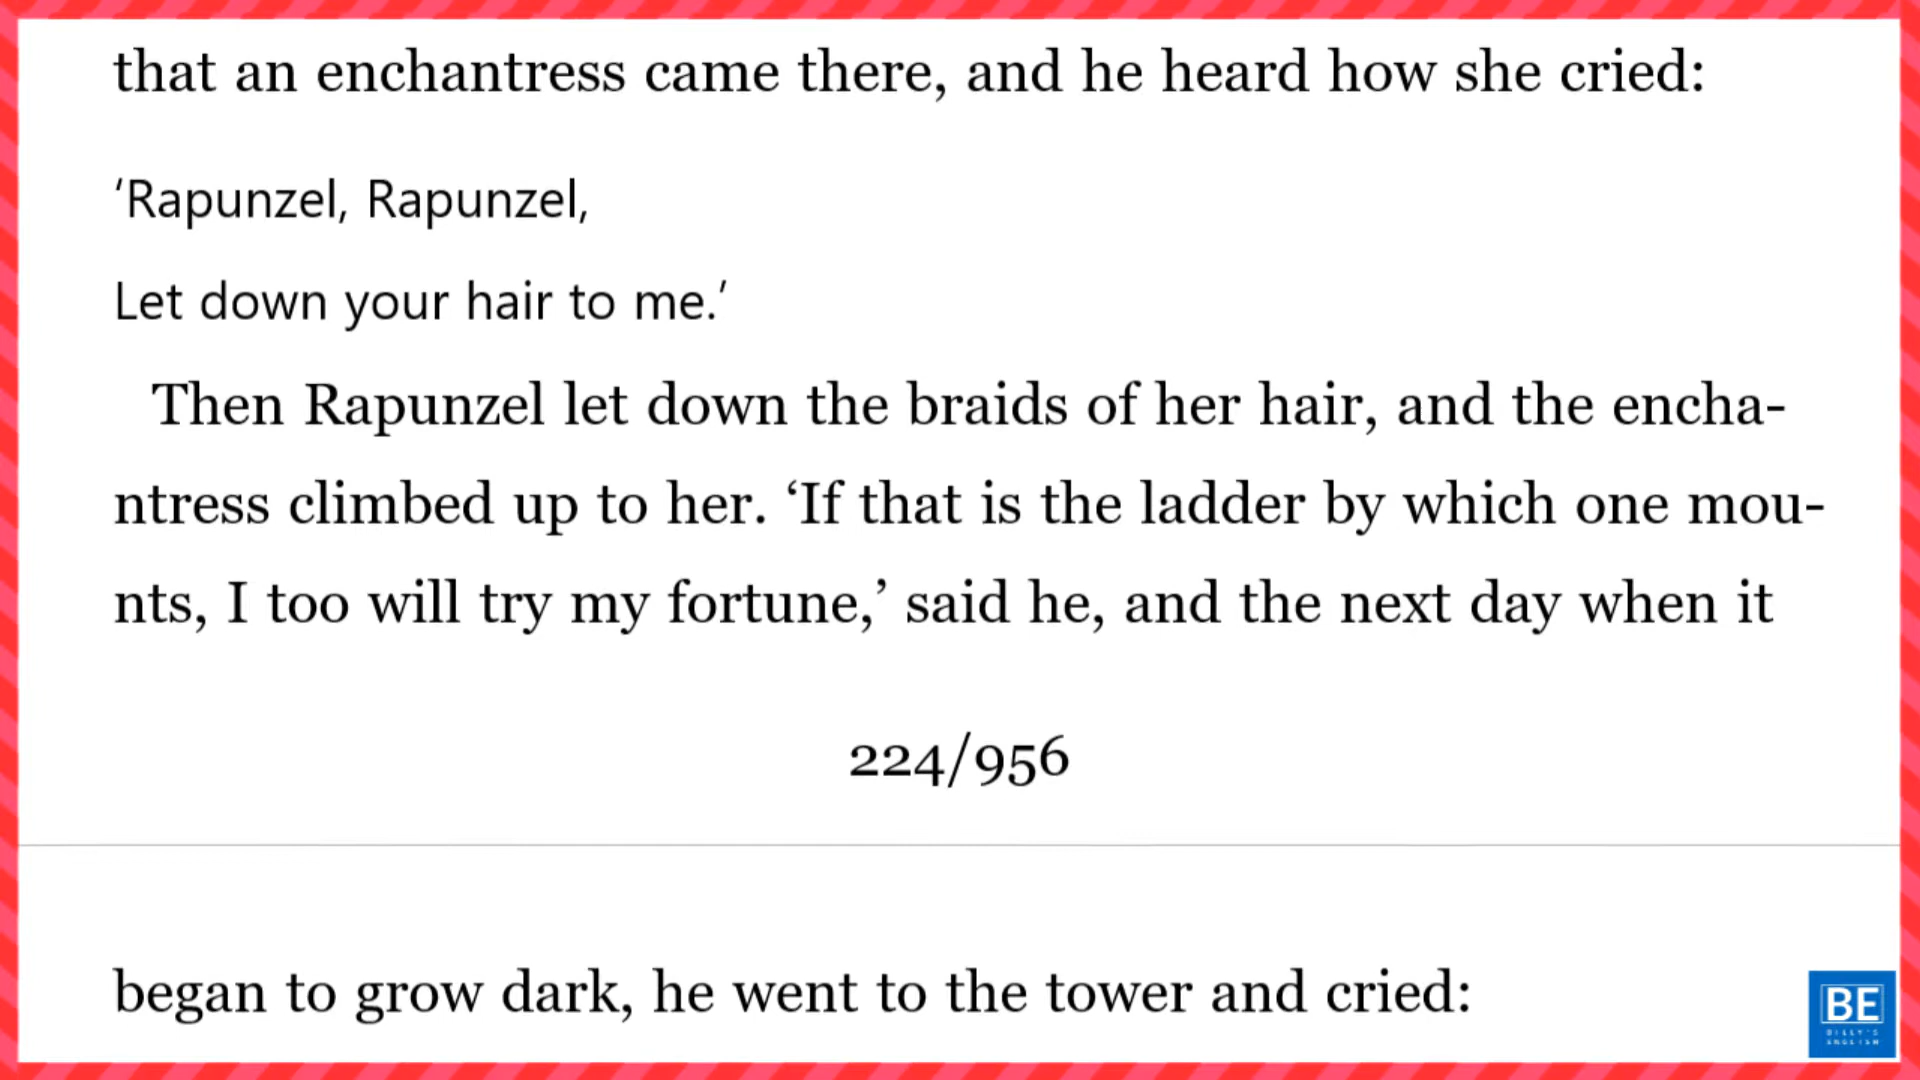 that an enchantress came there, and he heard how she cried:
‘Rapunzel, Rapunzel,
Let down your hair to me.’
Then Rapunzel let down the braids of her hair, and the encha-
ntress climbed up to her. ‘If that is the ladder by which one mou-
nts, I too will try my fortune,’ said he, and the next day when it
224/956
began to grow dark, he went to the tower and cried:
BE
BILLY'S
ENGLISH